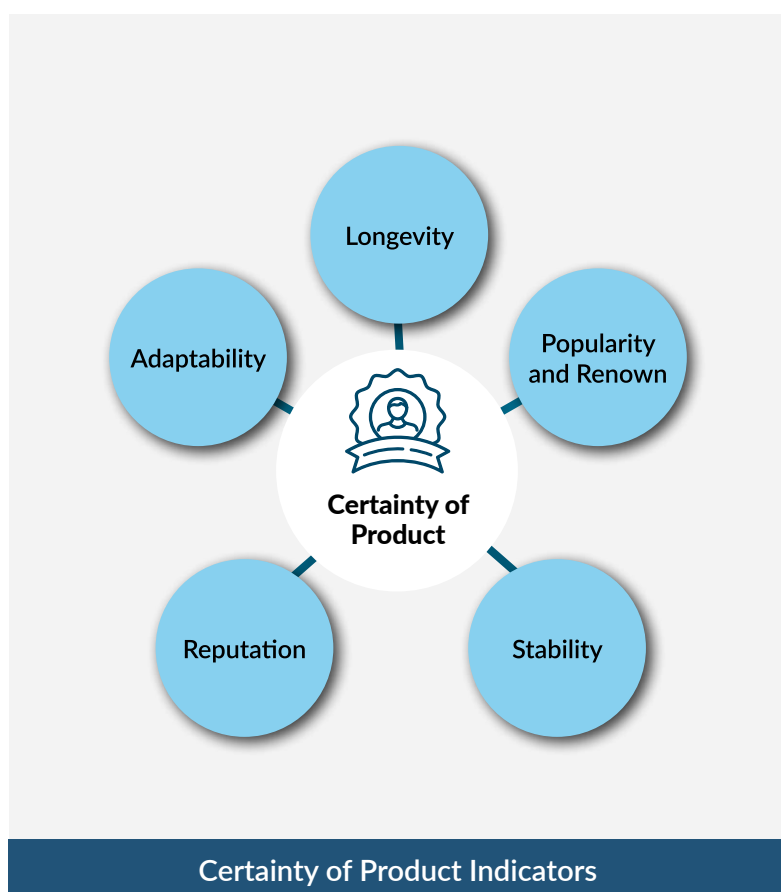 Longevity
Adaptability
Popularity
and Renown
Certainty of
Product
Reputation
Stability
Certainty of Product Indicators